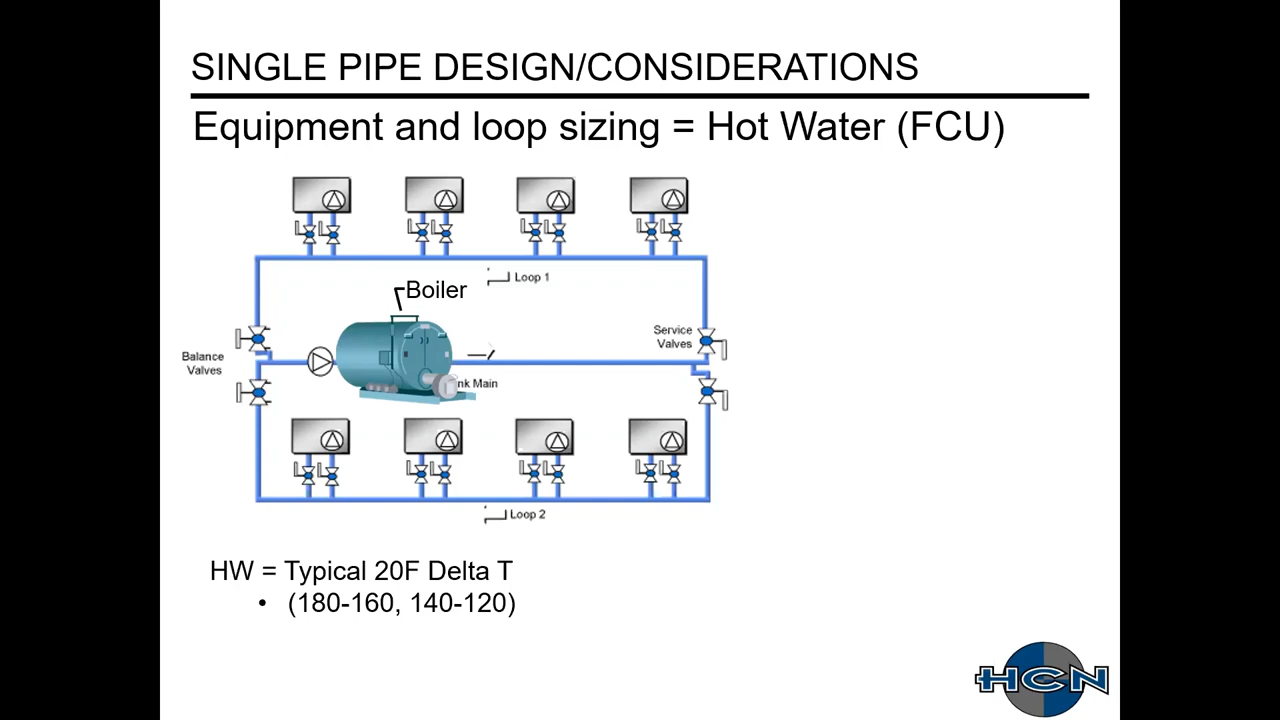 SINGLE PIPE DESIGN/CONSIDERATIONS
Equipment and loop sizing = Hot Water (FCU)
Loop 1
Boiler
Service
Valves
Balance
Valves
nk Main
Loop 2
HW = Typical 20F Delta T
• (180-160, 140-120)
HCN